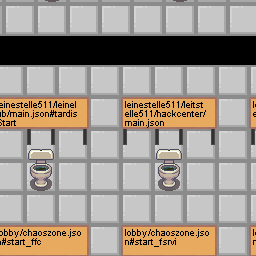 leinestelle511/leinel
ab/main.json#tardis
Start
leinestelle511/leitst
elle511/hackcenter/
main.json
lobby/chaoszone.jso
n#start_ffc
lobby/chaoszone.jso
n#start_fsrvi